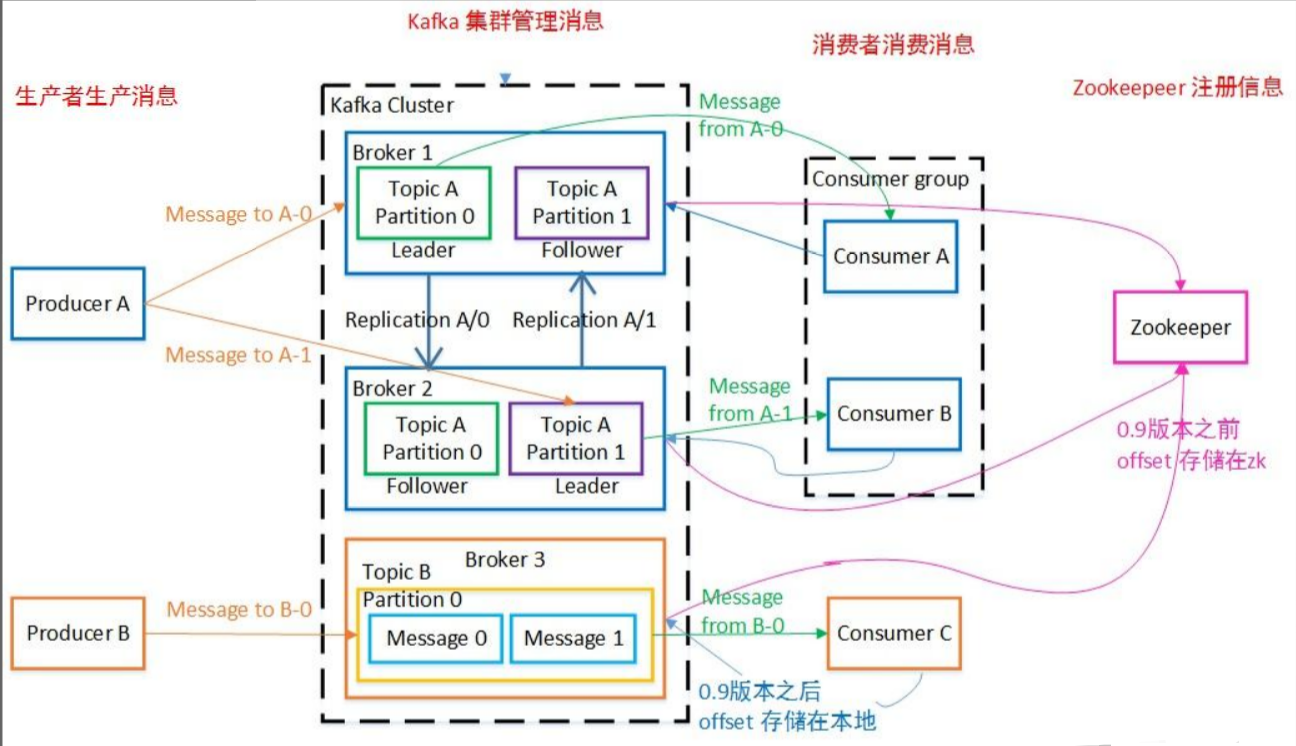 Kafka 集群管理消息
消费者消费消息
生产者生产消息
Zookeepeer 注册信息
Kafka Cluster
Message
from A-0
Broker 1
Topic A
Partition 0
Leader
Topic A
Partition 1
Follower
Consumer group
Consumer A
Message to A-0
Producer A
Replication A/0
Replication A/1
Zookeeper
Message to A-1
Broker 2
Topic A
Partition 0
Follower
Topic A
Partition 1
Leader
Message
from A-1
Consumer B
0.9版本之前
offset 存储在zk
Broker 3
Topic B
Partition 0
Message 0
Message 1
Message to B-0
Producer B
Message
from B-0
Consumer C
0.9版本之后
offset 存储在本地